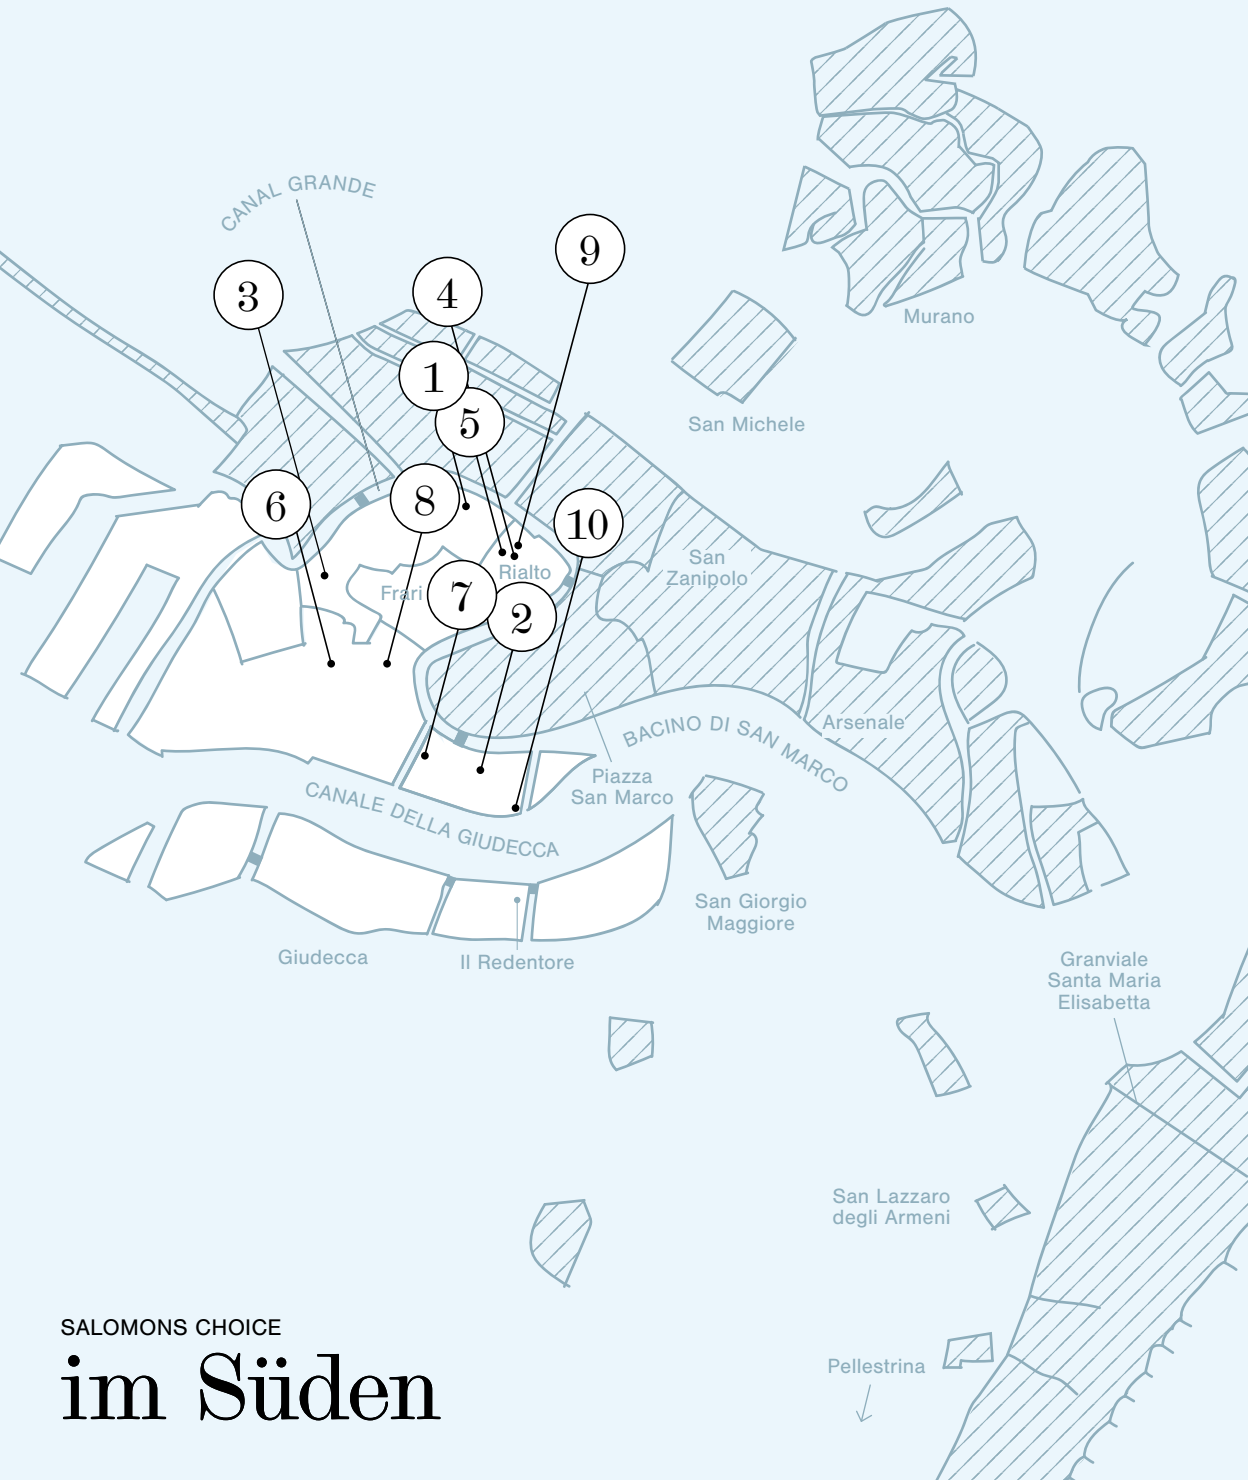 CANAL GRANDE
9
3
4
Murano
1
5
San Michele
6
8
10
San
Zanipolo
Rialto
Frari
7
2
Arsenale
BACINO DI SAN MARCO
Piazza
San Marco
CANALE DELLA GIUDECCA
San Giorgio
Maggiore
Giudecca
Il Redentore
Granviale
Santa Maria
Elisabetta
San Lazzaro
degli Armeni
Pellestrina
SALOMONS CHOICE
im Süden